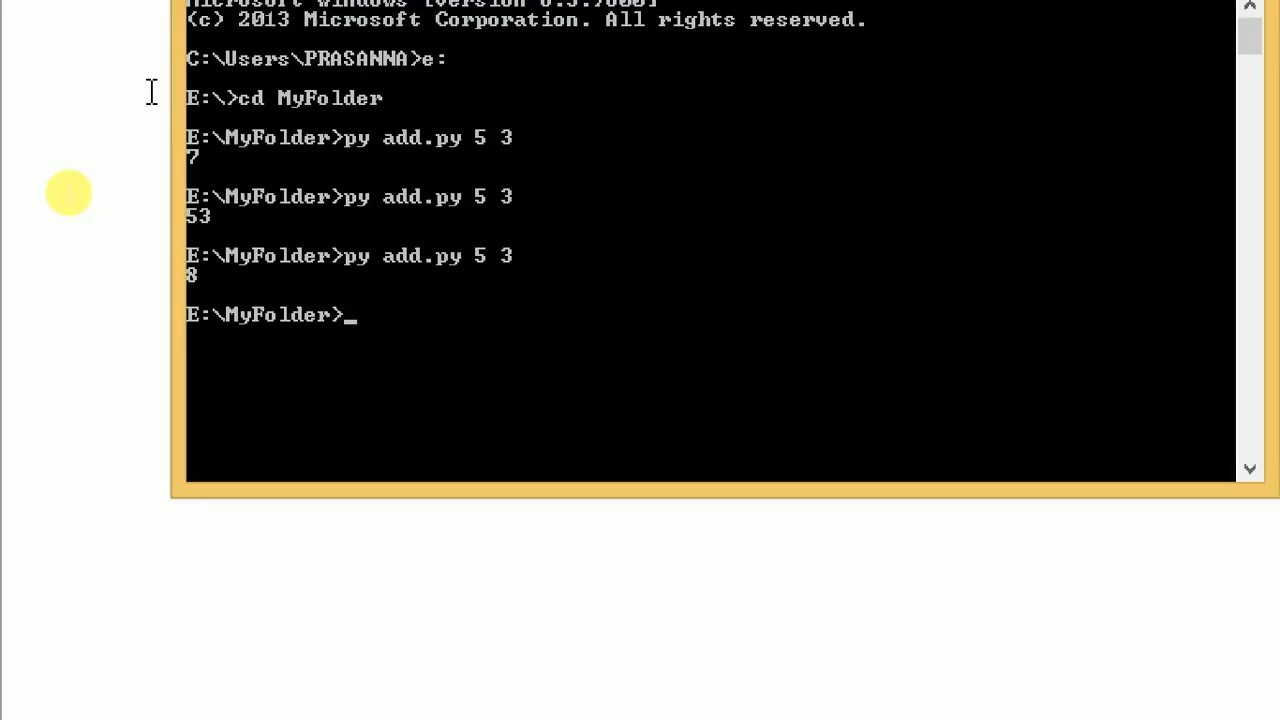 (c) 2013 Microsoft Corporation. All rights reserved.
C:\Users\PRASANNA>e:
E:\>cd MyFolder
E:\MyFolder>py add.py 5 3
7
E:\MyFolder>py add.py 5 3
53
E:\MyFolder>py add.py 5 3
8
E:\MyFolder>_